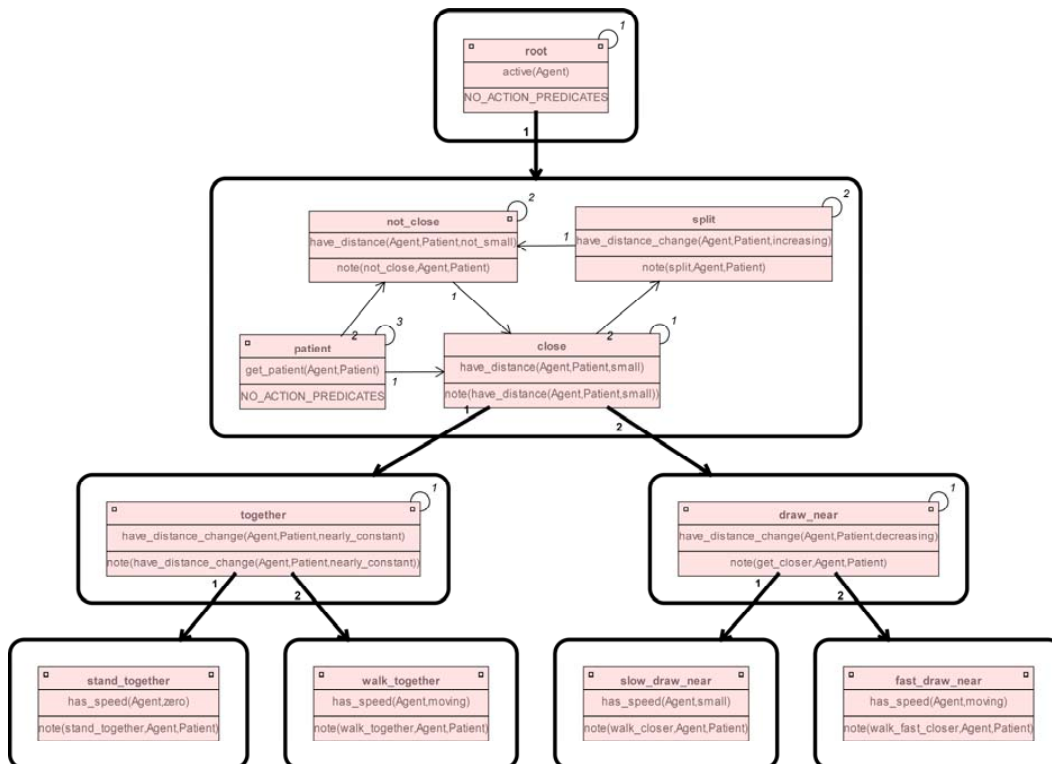 1
root
active(Agent)
NO_ACTION_PREDICATES
1
2
not_close
have_distance(Agent,Patient,not_small)
note(not_close,Agent,Patient)
2
split
have_distance_change(Agent,Patient,increasing)
note(split,Agent,Patient)
1
1
2
3
patient
get_patient(Agent,Patient)
NO_ACTION_PREDICATES
1
1
close
have_distance(Agent,Patient,small)
note(have_distance(Agent,Patient,small))
2
1
2
1
together
have_distance_change(Agent,Patient,nearly_constant)
note(have_distance_change(Agent,Patient,nearly_constant))
1
2
1
draw_near
have_distance_change(Agent,Patient,decreasing)
note(get_closer,Agent,Patient)
1
2
stand_together
has_speed(Agent,zero)
note(stand_together,Agent,Patient)
walk_together
has_speed(Agent,moving)
note(walk_together,Agent,Patient)
slow_draw_near
has_speed(Agent,small)
note(walk_closer,Agent,Patient)
fast_draw_near
has_speed(Agent,moving)
note(walk_fast_closer,Agent,Patient)